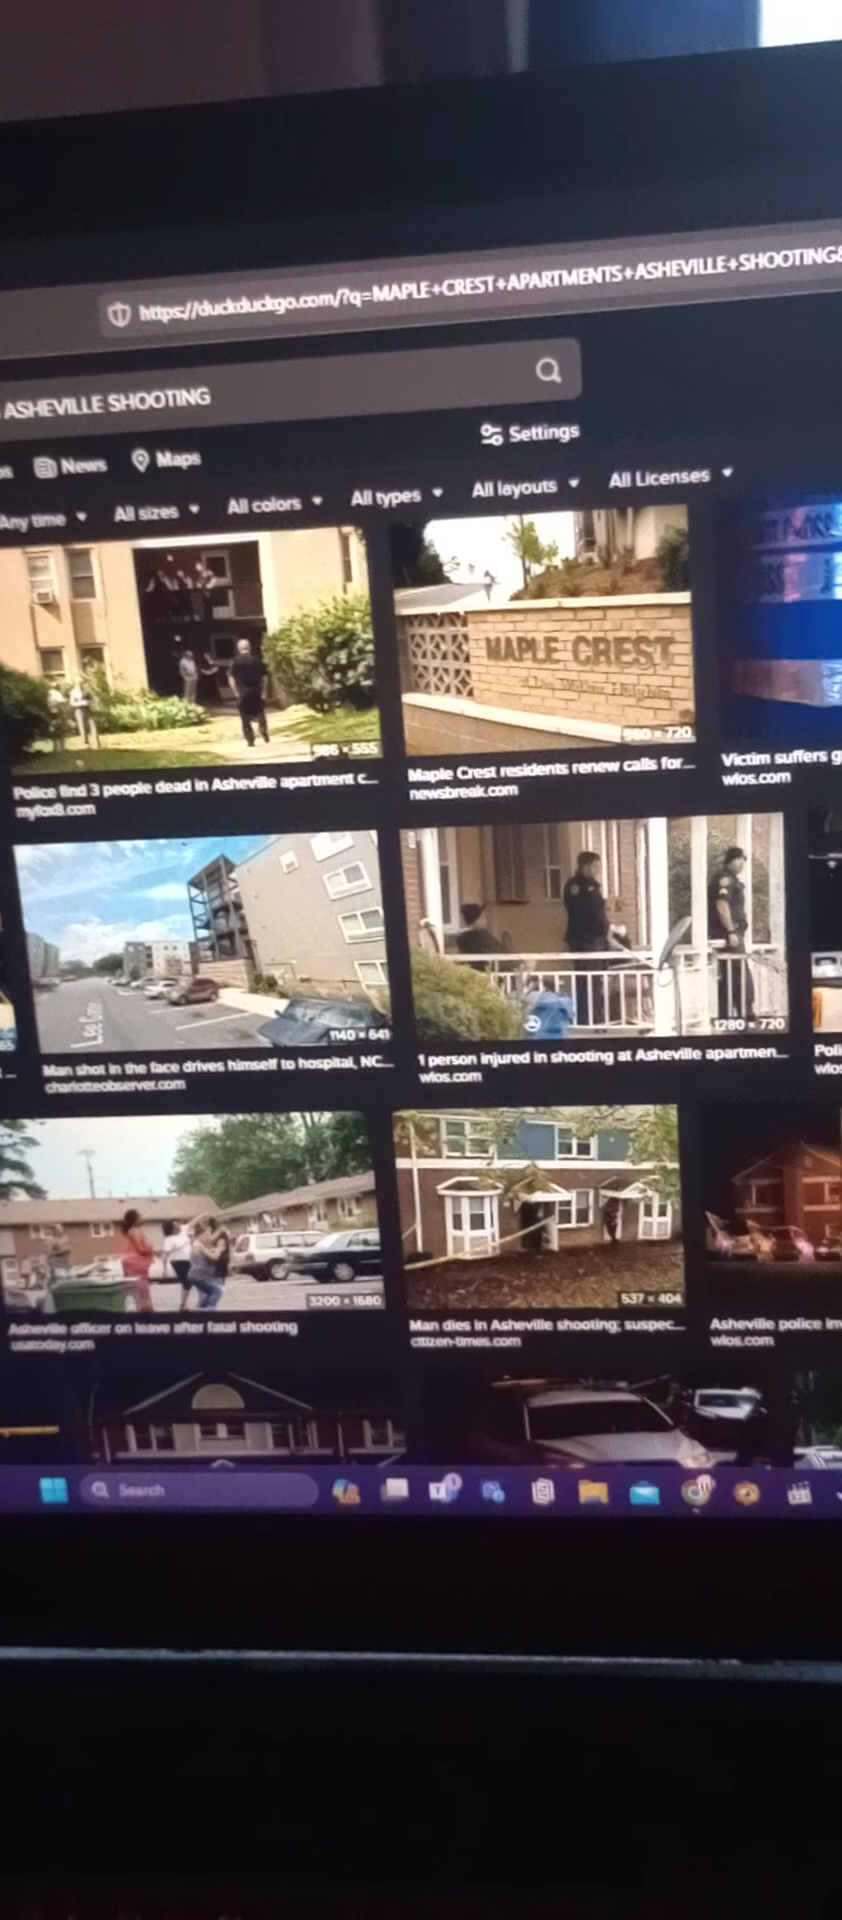 https://duckduckgo.com/?q=MAPLE+CREST+APARTMENTS+ASHEVILLE+SHOOTING&
ASHEVILLE SHOOTING
Settings
News Maps
Any time All sizes All colors All types All layouts All Licenses
MAPLE CREST
986 × 555
960 × 720
Police find 3 people dead in Asheville apartment c...
myfox8.com
Maple Crest residents renew calls for...
newsbreak.com
Victim suffers g
wlos.com
1140 × 641
1280 × 720
Man shot in the face drives himself to hospital, NC...
charlotteobserver.com
1 person injured in shooting at Asheville apartmen...
wlos.com
Poli
wlos
3200 × 1680
537 × 404
Asheville officer on leave after fatal shooting
usatoday.com
Man dies in Asheville shooting; suspec...
citizen-times.com
Asheville police in
wlos.com
Search